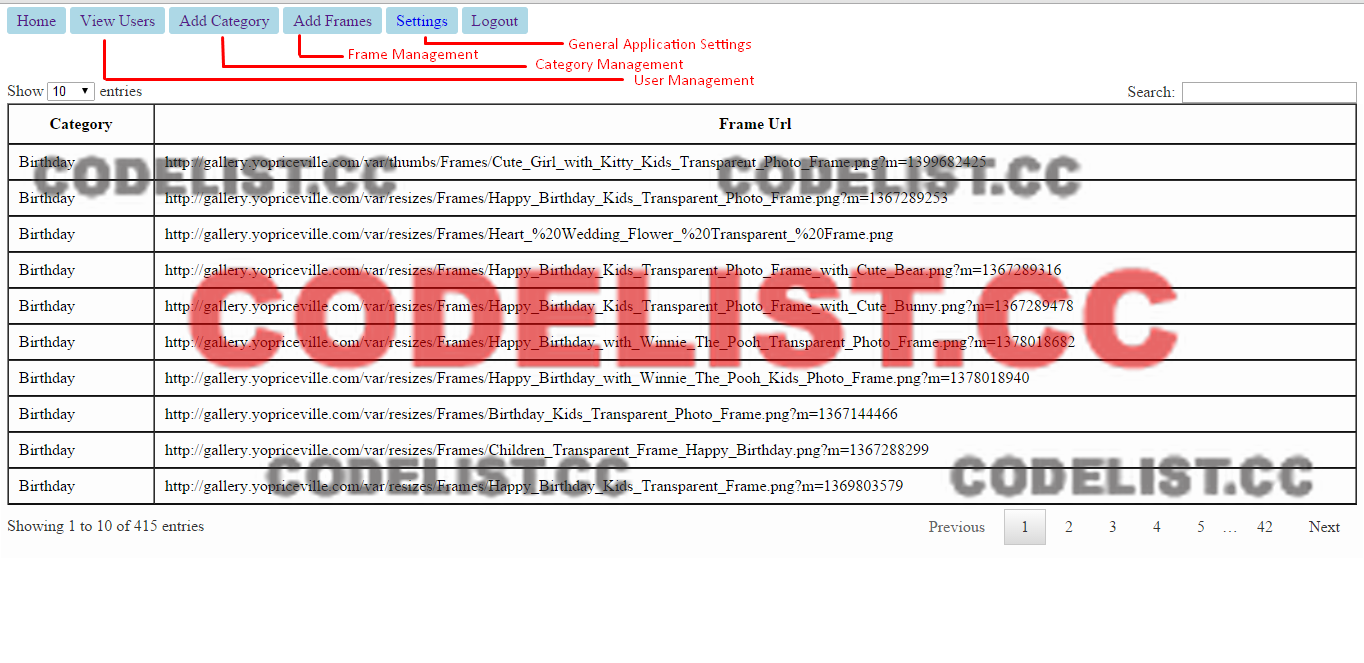 Home View Users Add Category Add Frames Settings Logout
General Application Settings
Frame Management
Category Management
User Management
Show 10 entries Search:
Category Frame Url
Birthday http://gallery.yopriceville.com/var/thumbs/Frames/Cute_Girl_with_Kitty_Kids_Transparent_Photo_Frame.png?m=1399682425
CODELIST.CC CODELIST.CC
Birthday http://gallery.yopriceville.com/var/resizes/Frames/Happy_Birthday_Kids_Transparent_Photo_Frame.png?m=1367289253
Birthday http://gallery.yopriceville.com/var/resizes/Frames/Heart_%20Wedding_Flower_%20Transparent_%20Frame.png
Birthday http://gallery.yopriceville.com/var/resizes/Frames/Happy_Birthday_Kids_Transparent_Photo_Frame_with_Cute_Bear.png?m=1367289316
Birthday http://gallery.yopriceville.com/var/resizes/Frames/Happy_Birthday_Kids_Transparent_Photo_Frame_with_Cute_Bunny.png?m=1367289478
CODELIST.CC
Birthday http://gallery.yopriceville.com/var/resizes/Frames/Happy_Birthday_with_Winnie_The_Pooh_Transparent_Photo_Frame.png?m=1378018682
Birthday http://gallery.yopriceville.com/var/resizes/Frames/Happy_Birthday_with_Winnie_The_Pooh_Kids_Photo_Frame.png?m=1378018940
Birthday http://gallery.yopriceville.com/var/resizes/Frames/Birthday_Kids_Transparent_Photo_Frame.png?m=1367144466
Birthday http://gallery.yopriceville.com/var/resizes/Frames/Children_Transparent_Frame_Happy_Birthday.png?m=1367288299
CODELIST.CC CODELIST.CC
Birthday http://gallery.yopriceville.com/var/resizes/Frames/Happy_Birthday_Kids_Transparent_Frame.png?m=1369803579
Showing 1 to 10 of 415 entries Previous 1 2 3 4 5 … 42 Next